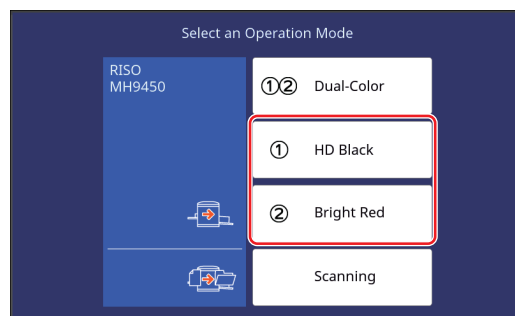 Select an Operation Mode
RISO
MH9450
①② Dual-Color
① HD Black
② Bright Red
Scanning